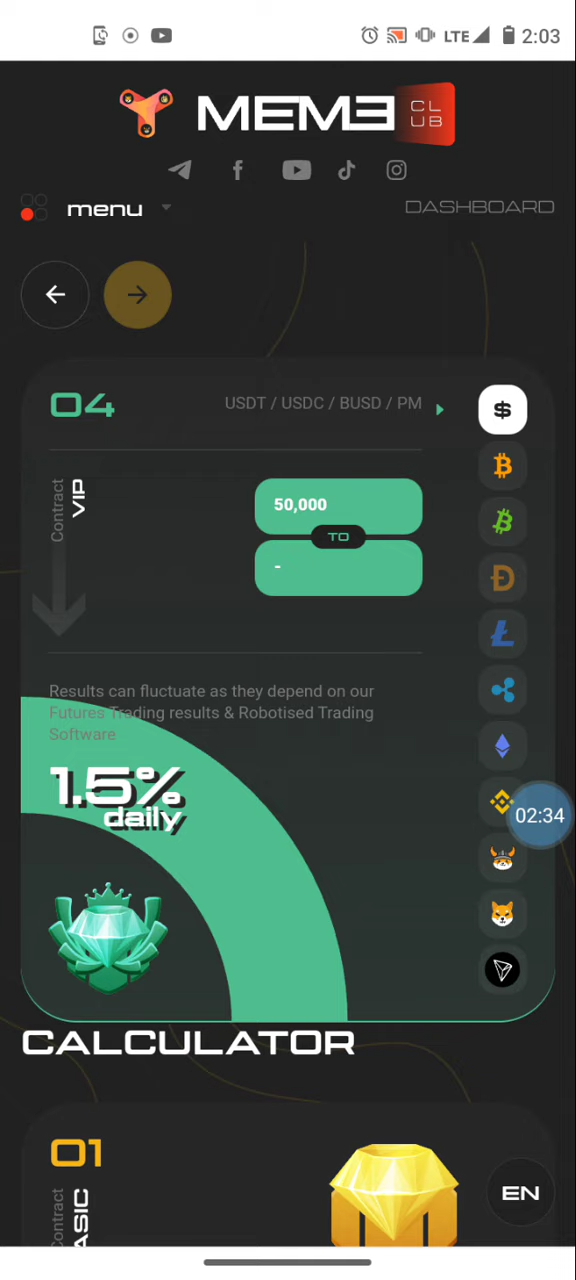 LTE 2:03
MEME CLUB
menu
DASHBOARD
04
USDT / USDC / BUSD / PM
Contract
VIP
50,000
TO
-
Results can fluctuate as they depend on our
Futures Trading results & Robotised Trading
Software
1.5%
daily
02:34
CALCULATOR
01
Contract
ASIC
EN